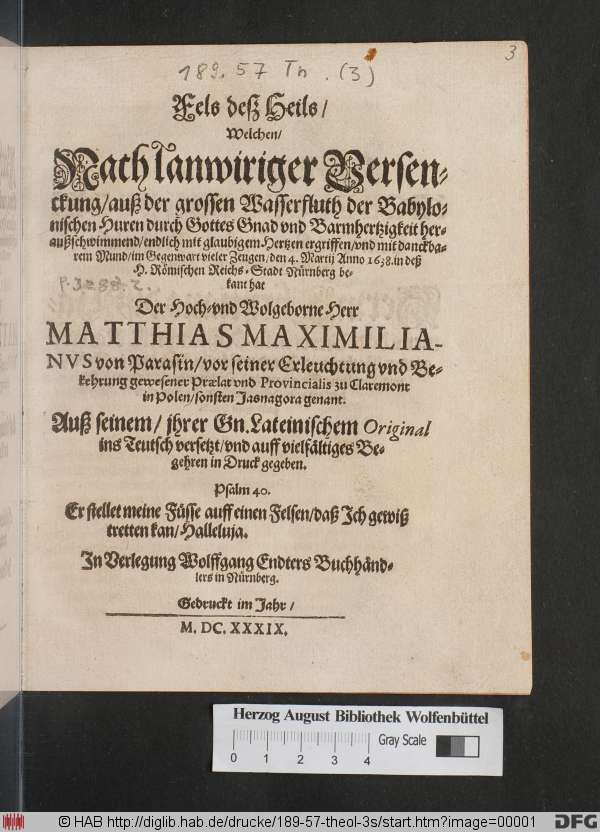 3
189.57 Th. (3)
Fels deß Heils/
Welchen/
Nach lanwiriger Versen-
ckung/auß der grossen Wasserfluth der Babylo-
nischen Huren durch Gottes Gnad vnd Barmhertzigkeit her-
außschwimmend/endlich mit glaubigem Hertzen ergriffen/vnd mit danckba-
rem Mund/im Gegenwart vieler Zeugen/den 4. Martij Anno 1638. in deß
H. Römischen Reichs-Stadt Nürnberg be-
kant hat
Der Hoch-vnd Wolgeborne Herr
MATTHIAS MAXIMILIA-
NVS von Parasin/vor seiner Erleuchtung vnd Be-
kehrung gewesener Prælat vnd Provincialis zu Claremont
in Polen/sonsten Jasnagora genant.
Auß seinem/jhrer Gn. Lateinischem Original
ins Teutsch versetzt/vnd auff vielfältiges Be-
gehren in Druck gegeben.
Psalm 40.
Er stellet meine Füsse auff einen Felsen/daß Ich gewiß
tretten kan/Halleluja.
In Verlegung Wolffgang Endters Buchhänd-
lers in Nürnberg.
Gedruckt im Jahr/
M. DC. XXXIX.
Herzog August Bibliothek Wolfenbüttel
0 1 2 3 4 Gray Scale
© HAB http://diglib.hab.de/drucke/189-57-theol-3s/start.htm?image=00001
DFG